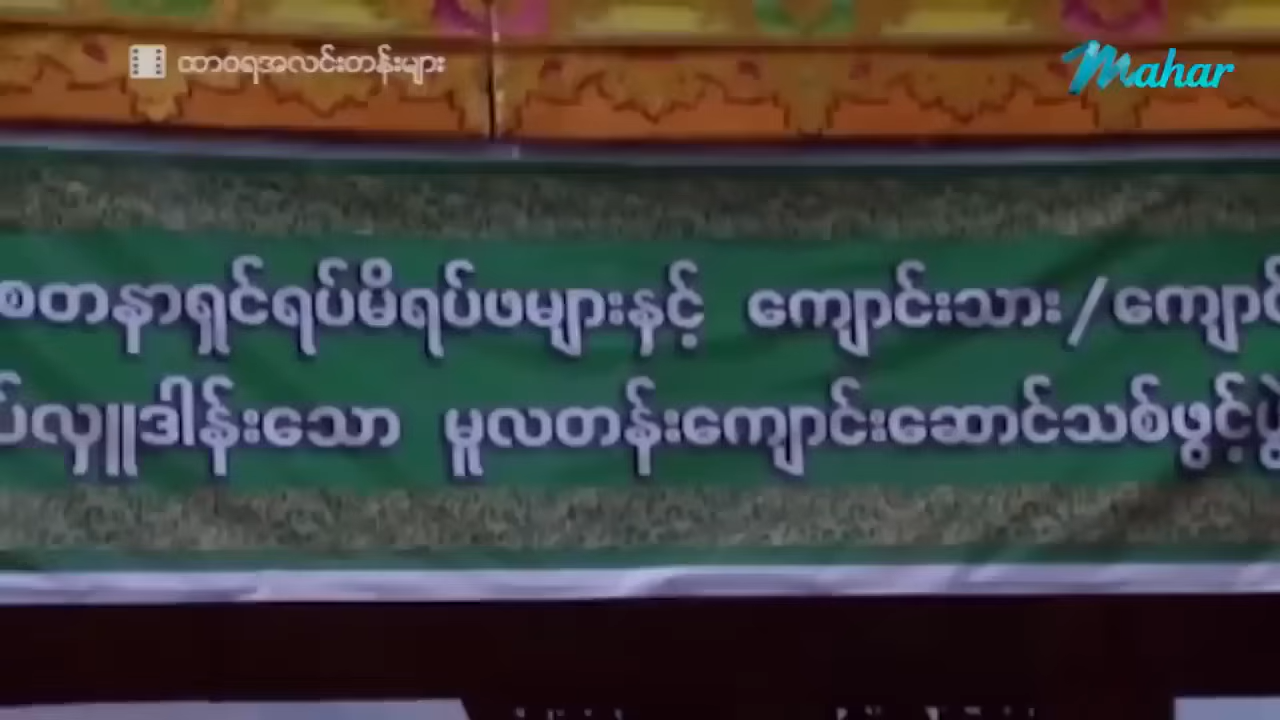 ထာဝရအလင်းတန်းများ
Mahar
စတနာရှင်ရပ်မိရပ်ဖများနှင့် ကျောင်းသား/ကျောင်
လှူဒါန်းသော မူလတန်းကျောင်းဆောင်သစ်ဖွင့်ပွဲ